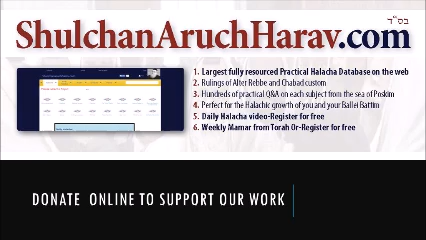 בס"ד
ShulchanAruchHarav.com
1. Largest fully resourced Practical Halacha Database on the web
2. Rulings of Alter Rebbe and Chabad custom
3. Hundreds of practical Q&A on each subject from the sea of Poskim
4. Perfect for the Halachic growth of you and your Ballei Battim
5. Daily Halacha video-Register for free
6. Weekly Mamar from Torah Or-Register for free
DONATE ONLINE TO SUPPORT OUR WORK